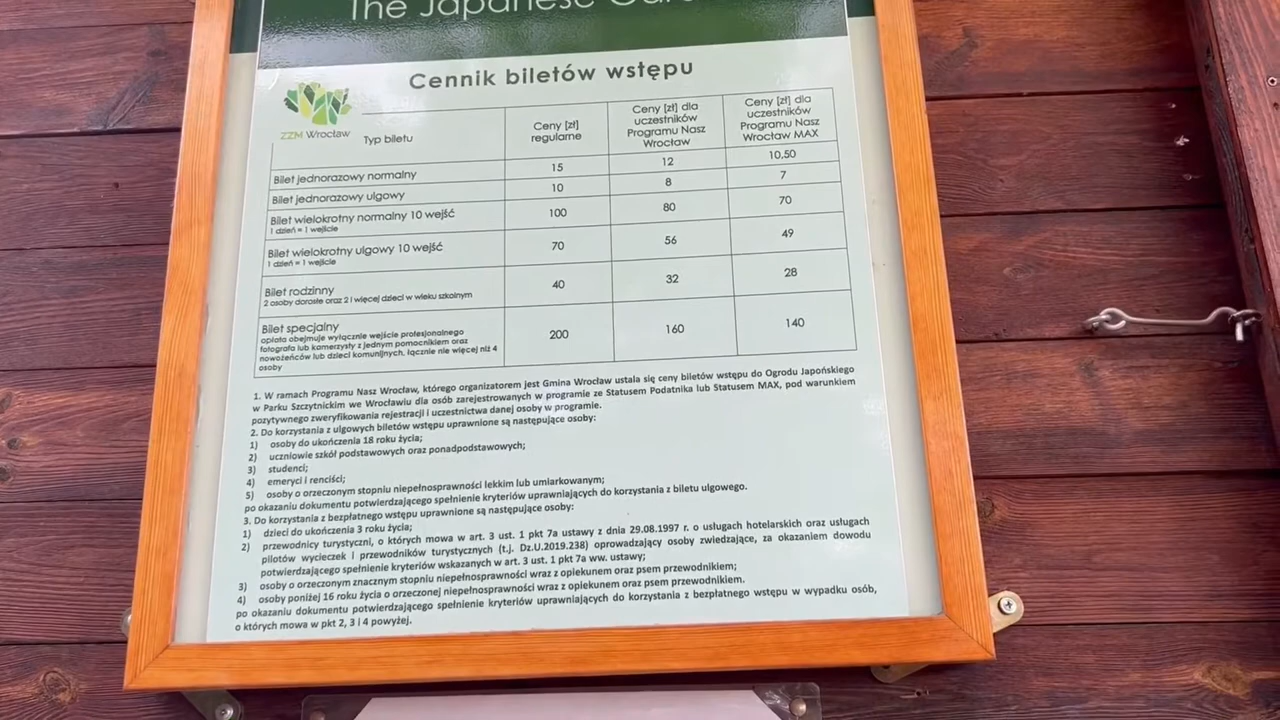 The Japanese
Cennik biletów wstępu
ZZM Wrocław
Typ biletu
Ceny [zł] regularne
Ceny [zł] dla uczestników Programu Nasz Wrocław
Ceny [zł] dla uczestników Programu Nasz Wrocław MAX
Bilet jednorazowy normalny 15 12 10,50
Bilet jednorazowy ulgowy 10 8 7
Bilet wielokrotny normalny 10 wejść 100 80 70
1 dzień = 1 wejście
Bilet wielokrotny ulgowy 10 wejść 70 56 49
1 dzień = 1 wejście
Bilet rodzinny 40 32 28
2 osoby dorosłe oraz 2 i więcej dzieci w wieku szkolnym
Bilet specjalny 200 160 140
opłata obejmuje wyłącznie wejście profesjonalnego
fotografa lub kamerzysty z jednym pomocnikiem oraz
nowożeńców lub dzieci komunijnych, łącznie nie więcej niż 4
osoby
1. W ramach Programu Nasz Wrocław, którego organizatorem jest Gmina Wrocław ustala się ceny biletów wstępu do Ogrodu Japońskiego
w Parku Szczytnickim we Wrocławiu dla osób zarejestrowanych w programie ze Statusem Podatnika lub Statusem MAX, pod warunkiem
pozytywnego zweryfikowania rejestracji i uczestnictwa danej osoby w programie.
2. Do korzystania z ulgowych biletów wstępu uprawnione są następujące osoby:
1) osoby do ukończenia 18 roku życia;
2) uczniowie szkół podstawowych oraz ponadpodstawowych;
3) studenci;
4) emeryci i renciści;
5) osoby o orzeczonym stopniu niepełnosprawności lekkim lub umiarkowanym;
po okazaniu dokumentu potwierdzającego spełnienie kryteriów uprawniających do korzystania z biletu ulgowego.
3. Do korzystania z bezpłatnego wstępu uprawnione są następujące osoby:
1) dzieci do ukończenia 3 roku życia;
2) przewodnicy turystyczni, o których mowa w art. 3 ust. 1 pkt 7a ustawy z dnia 29.08.1997 r. o usługach hotelarskich oraz usługach
pilotów wycieczek i przewodników turystycznych (t.j. Dz.U.2019.238) oprowadzający osoby zwiedzające, za okazaniem dowodu
potwierdzającego spełnienie kryteriów wskazanych w art. 3 ust. 1 pkt 7a ww. ustawy;
3) osoby o orzeczonym znacznym stopniu niepełnosprawności wraz z opiekunem oraz psem przewodnikiem;
4) osoby poniżej 16 roku życia o orzeczonej niepełnosprawności wraz z opiekunem oraz psem przewodnikiem.
po okazaniu dokumentu potwierdzającego spełnienie kryteriów uprawniających do korzystania z bezpłatnego wstępu w wypadku osób,
o których mowa w pkt 2, 3 i 4 powyżej.